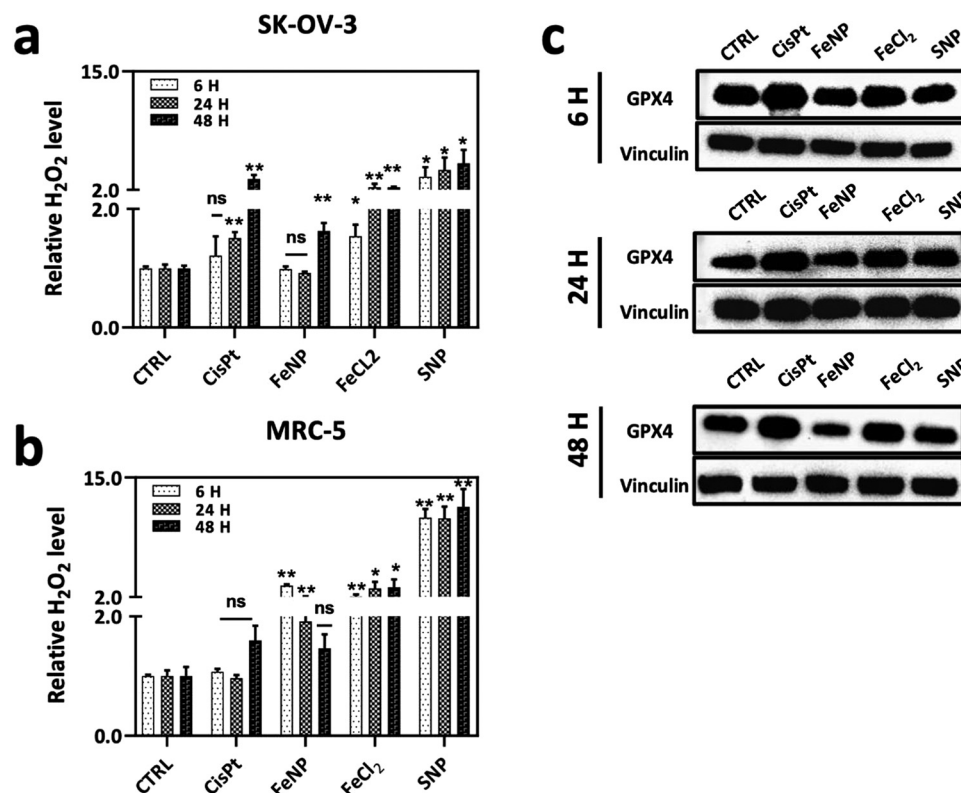 a
SK-OV-3
Relative H₂O₂ level
15.0
2.0
2.0
0.0
6 H
24 H
48 H
ns
**
**
ns
**
*
**
**
*
*
*
CTRL
CisPt
FeNP
FeCL2
SNP
b
MRC-5
Relative H₂O₂ level
15.0
2.0
2.0
0.0
6 H
24 H
48 H
ns
**
**
ns
**
*
*
**
**
**
CTRL
CisPt
FeNP
FeCl₂
SNP
c
CTRL CisPt FeNP FeCl₂ SNP
6 H
GPX4
Vinculin
CTRL CisPt FeNP FeCl₂ SNP
24 H
GPX4
Vinculin
CTRL CisPt FeNP FeCl₂ SNP
48 H
GPX4
Vinculin